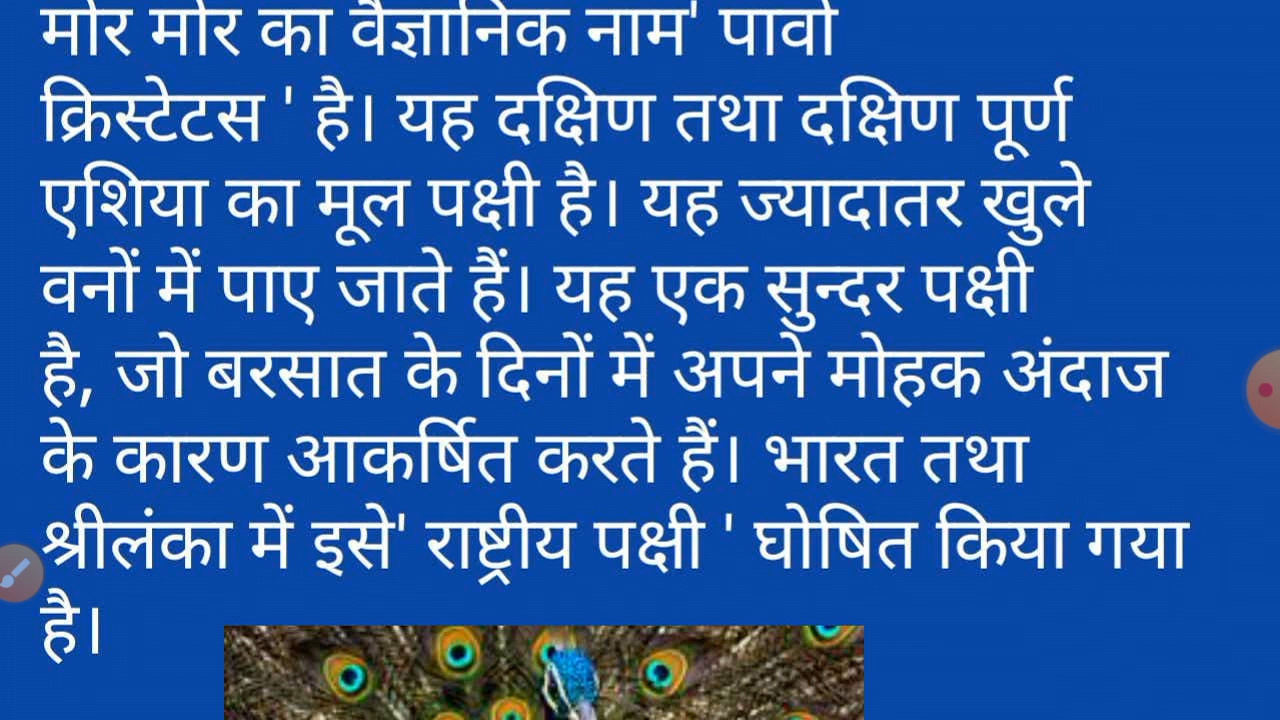 मोर मोर का वैज्ञानिक नाम' पावो
क्रिस्टेटस ' है। यह दक्षिण तथा दक्षिण पूर्ण
एशिया का मूल पक्षी है। यह ज्यादातर खुले
वनों में पाए जाते हैं। यह एक सुन्दर पक्षी
है, जो बरसात के दिनों में अपने मोहक अंदाज
के कारण आकर्षित करते हैं। भारत तथा
श्रीलंका में इसे' राष्ट्रीय पक्षी ' घोषित किया गया
है।